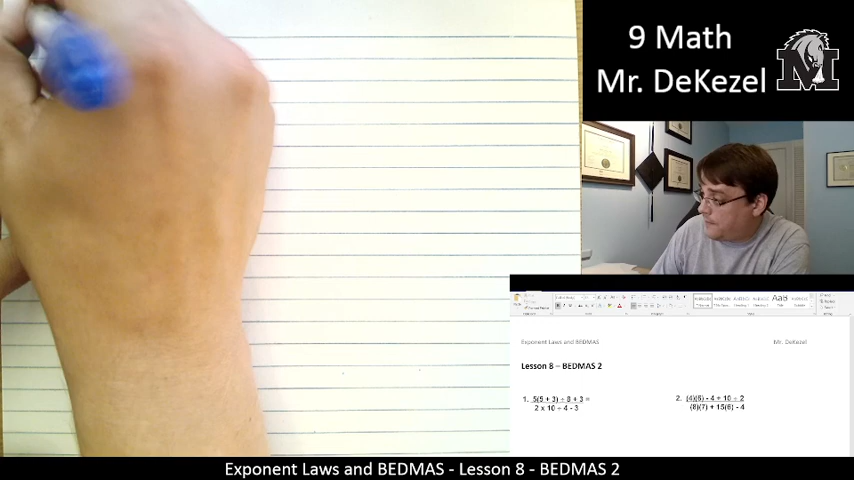 9 Math
Mr. DeKezel
M
Exponent Laws and BEDMAS
Mr. DeKezel
Lesson 8 – BEDMAS 2
1. 5(5 + 3) ÷ 8 + 3 =
2 x 10 ÷ 4 - 3
2. (4)(6) - 4 + 10 ÷ 2
(8)(7) + 15(6) - 4
Exponent Laws and BEDMAS - Lesson 8 - BEDMAS 2